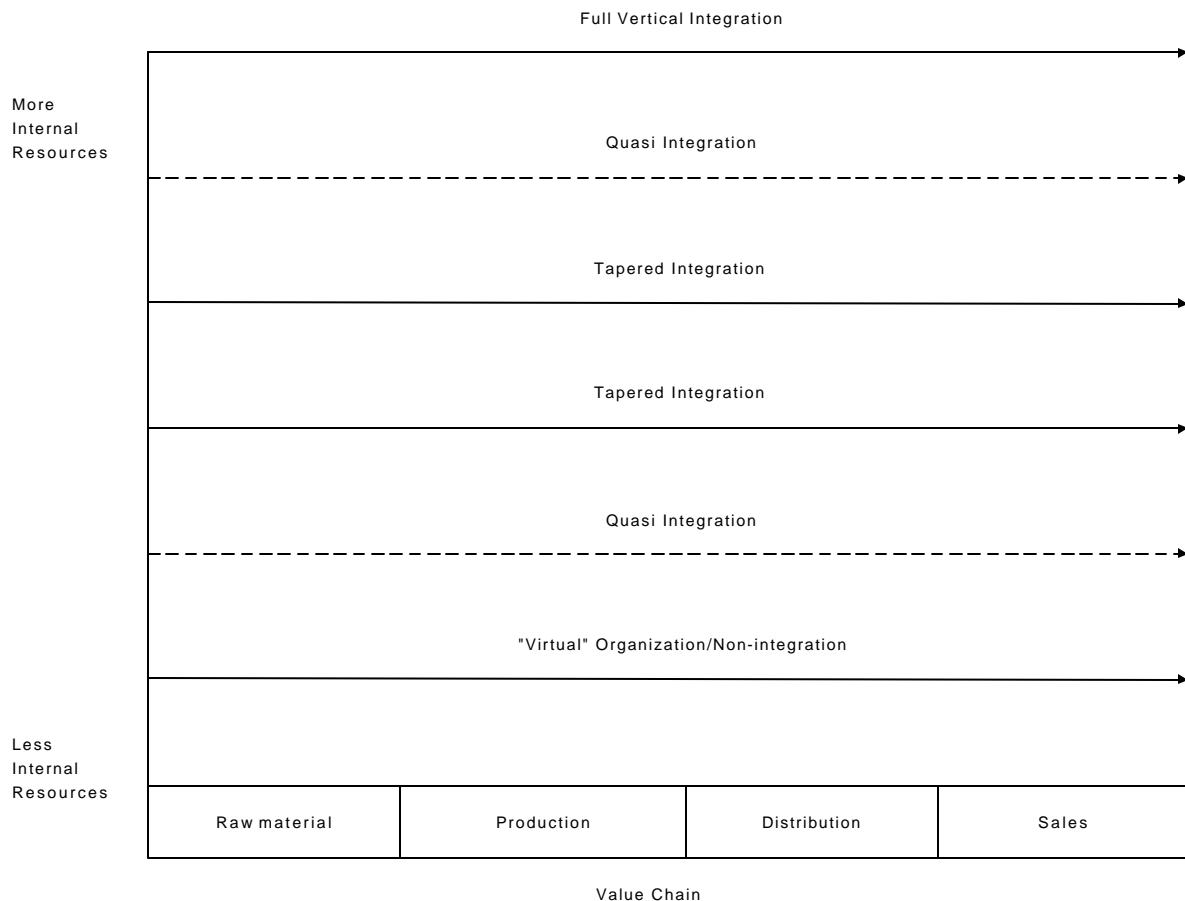 Full Vertical Integration
More
Internal
Resources
Quasi Integration
Tapered Integration
Tapered Integration
Quasi Integration
"Virtual" Organization/Non-integration
Less
Internal
Resources
Raw material
Production
Distribution
Sales
Value Chain